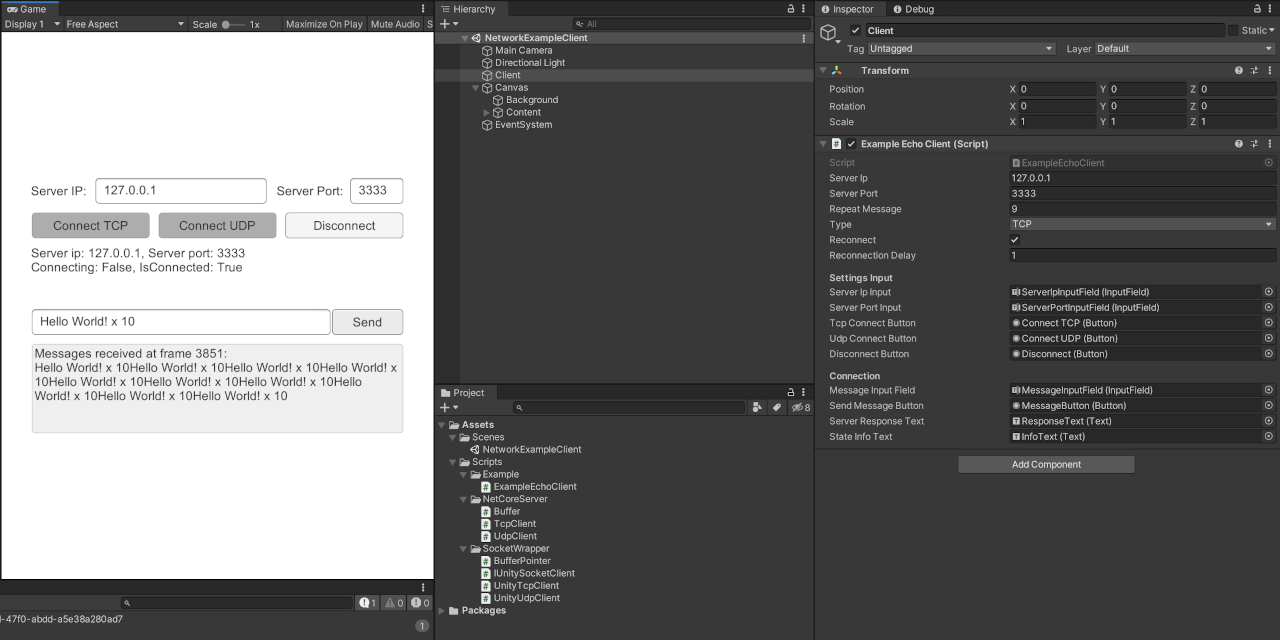 Game
Display 1 Free Aspect Scale 1x Maximize On Play Mute Audio S
Server IP: 127.0.0.1 Server Port: 3333
Connect TCP Connect UDP Disconnect
Server ip: 127.0.0.1, Server port: 3333
Connecting: False, IsConnected: True
Hello World! x 10 Send
Messages received at frame 3851:
Hello World! x 10Hello World! x 10Hello World! x 10Hello World! x
10Hello World! x 10Hello World! x 10Hello World! x 10Hello
World! x 10Hello World! x 10Hello World! x 10
1 0 0
I-47f0-abdd-a5e38a280ad7
1
Hierarchy
All
NetworkExampleClient
Main Camera
Directional Light
Client
Canvas
Background
Content
EventSystem
Project
8
Assets
Scenes
NetworkExampleClient
Scripts
Example
ExampleEchoClient
NetCoreServer
Buffer
TcpClient
UdpClient
SocketWrapper
BufferPointer
IUnitySocketClient
UnityTcpClient
UnityUdpClient
Packages
Inspector Debug
Client Static
Tag Untagged Layer Default
Transform
Position X 0 Y 0 Z 0
Rotation X 0 Y 0 Z 0
Scale X 1 Y 1 Z 1
# Example Echo Client (Script)
Script ExampleEchoClient
Server Ip 127.0.0.1
Server Port 3333
Repeat Message 9
Type TCP
Reconnect
Reconnection Delay 1
Settings Input
Server Ip Input ServerIpInputField (InputField)
Server Port Input ServerPortInputField (InputField)
Tcp Connect Button Connect TCP (Button)
Udp Connect Button Connect UDP (Button)
Disconnect Button Disconnect (Button)
Connection
Message Input Field MessageInputField (InputField)
Send Message Button MessageButton (Button)
Server Response Text ResponseText (Text)
State Info Text InfoText (Text)
Add Component